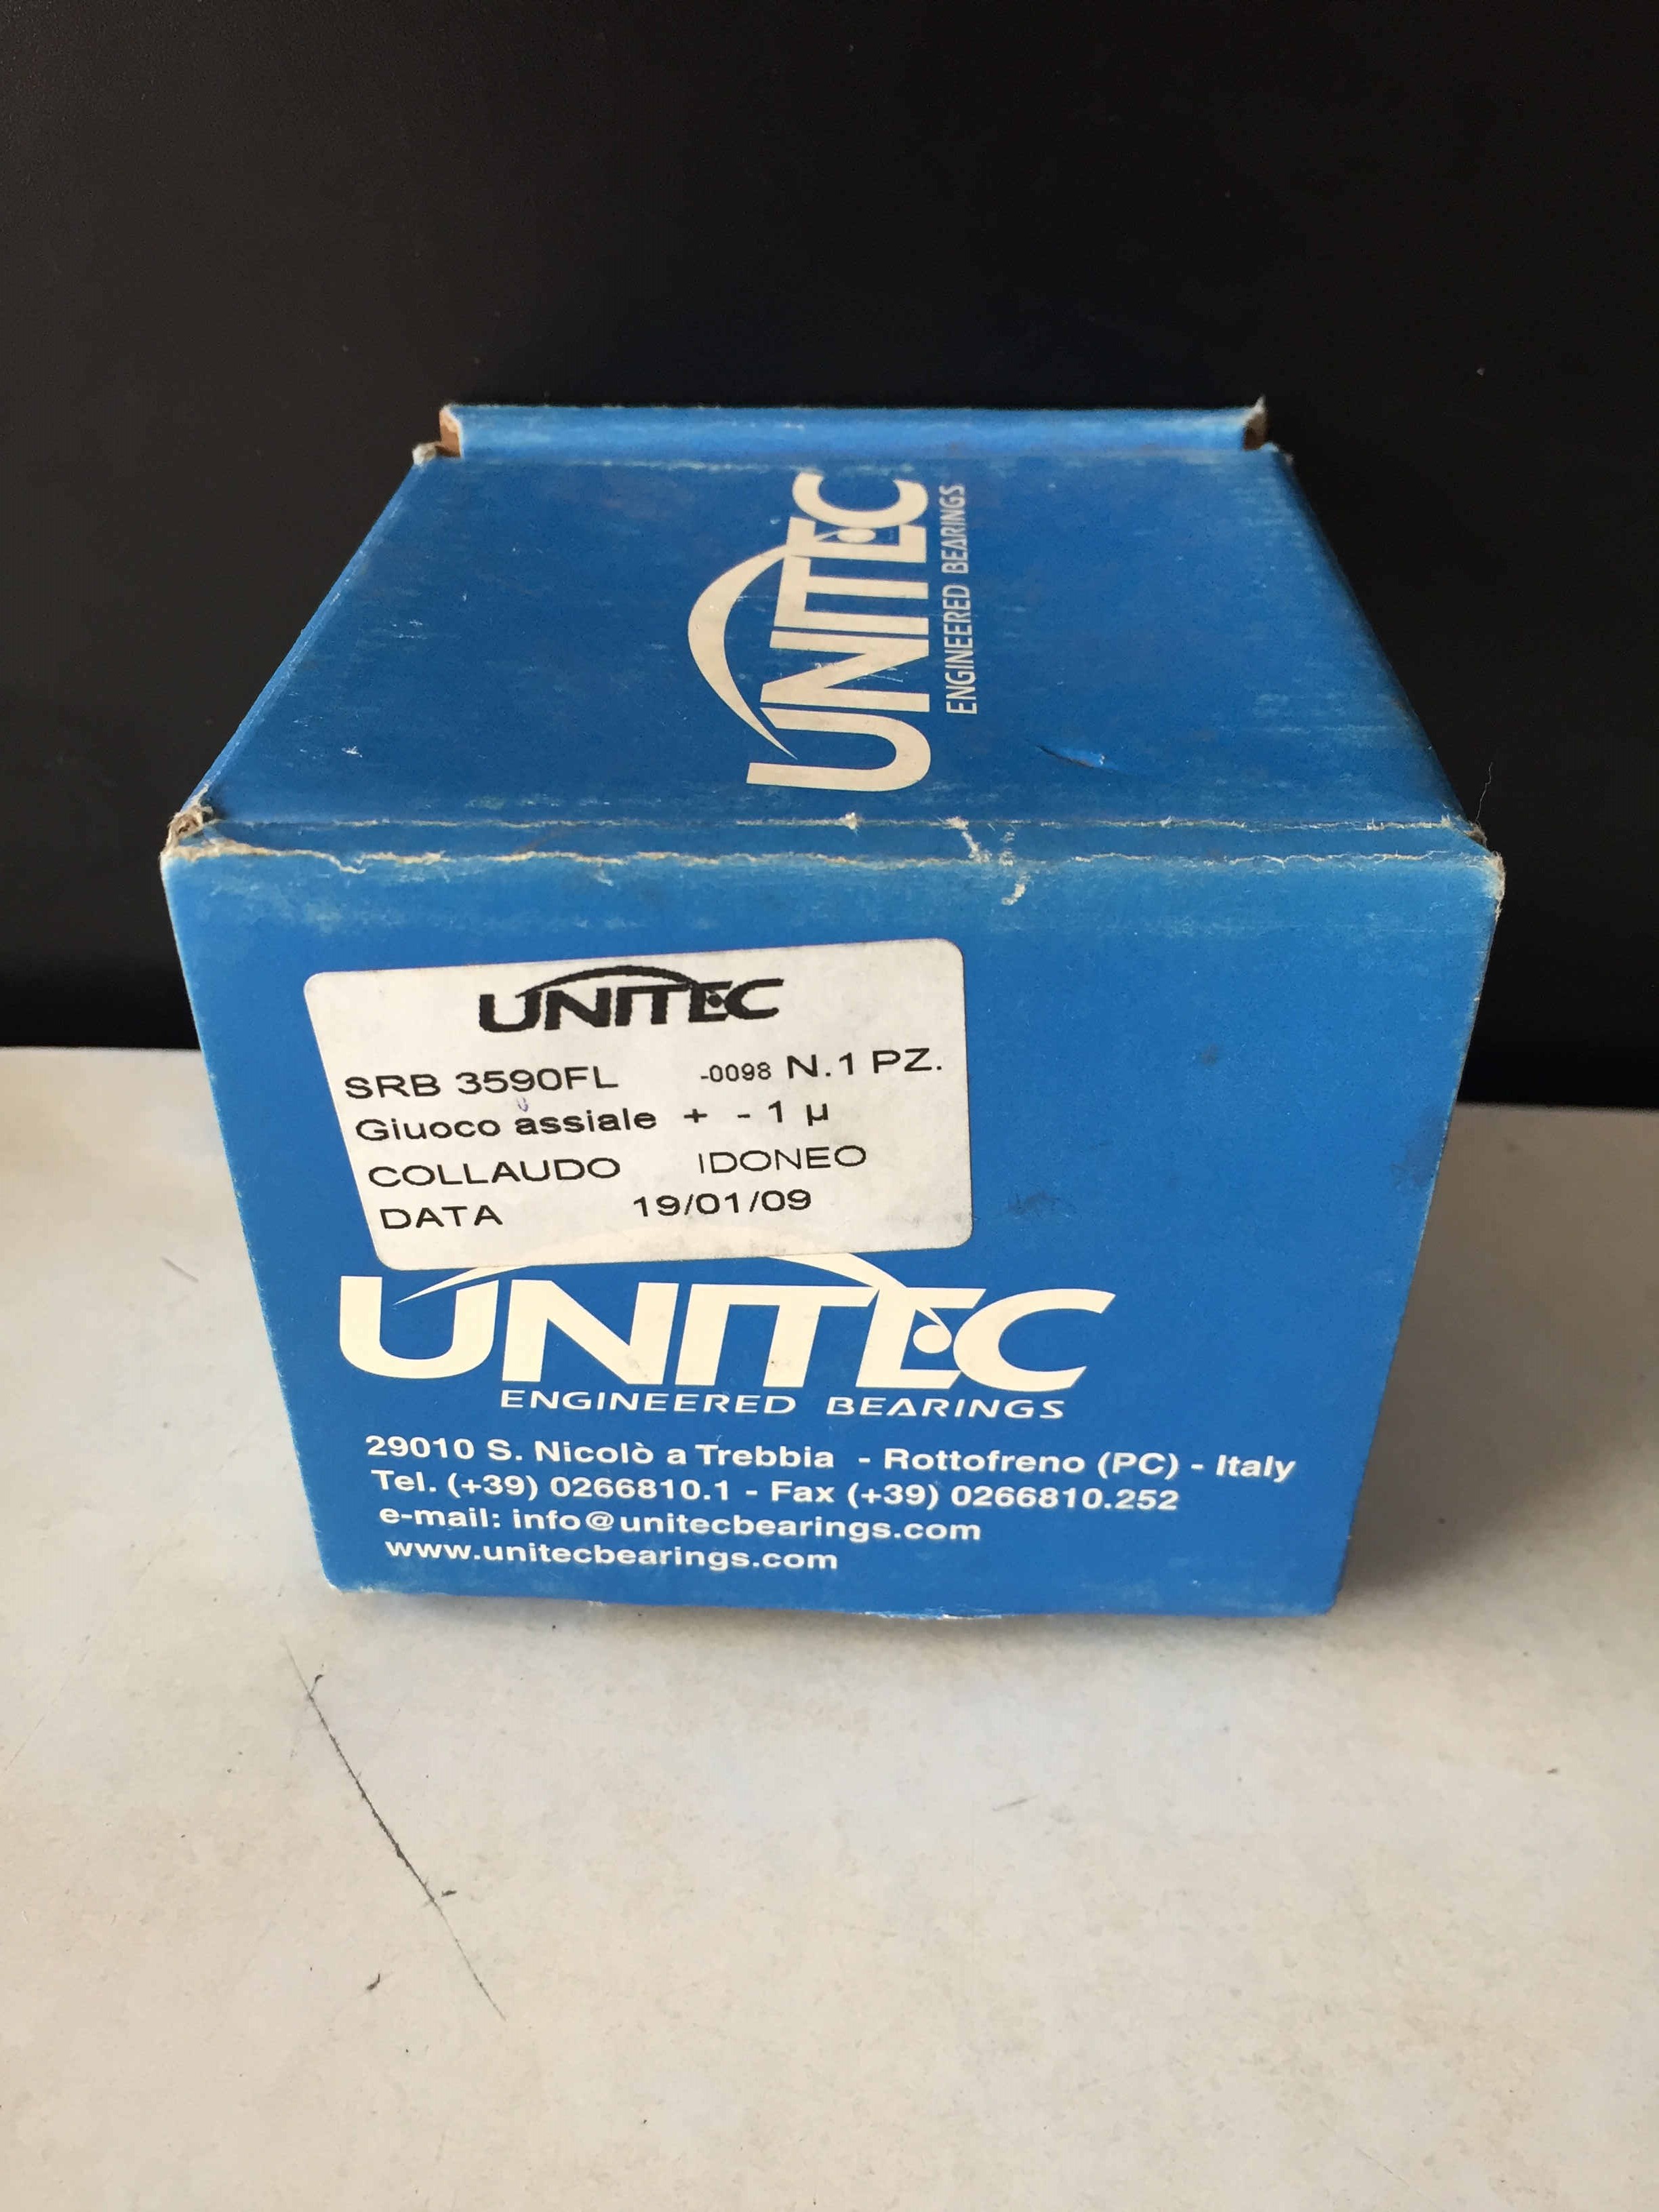 UNITEC
ENGINEERED BEARINGS
UNITEC
SRB 3590FL -0098 N.1 PZ.
Giuoco assiale + - 1 µ
COLLAUDO IDONEO
DATA 19/01/09
UNITEC
ENGINEERED BEARINGS
29010 S. Nicolò a Trebbia - Rottofreno (PC) - Italy
Tel. (+39) 0266810.1 - Fax (+39) 0266810.252
e-mail: info@unitecbearings.com
www.unitecbearings.com